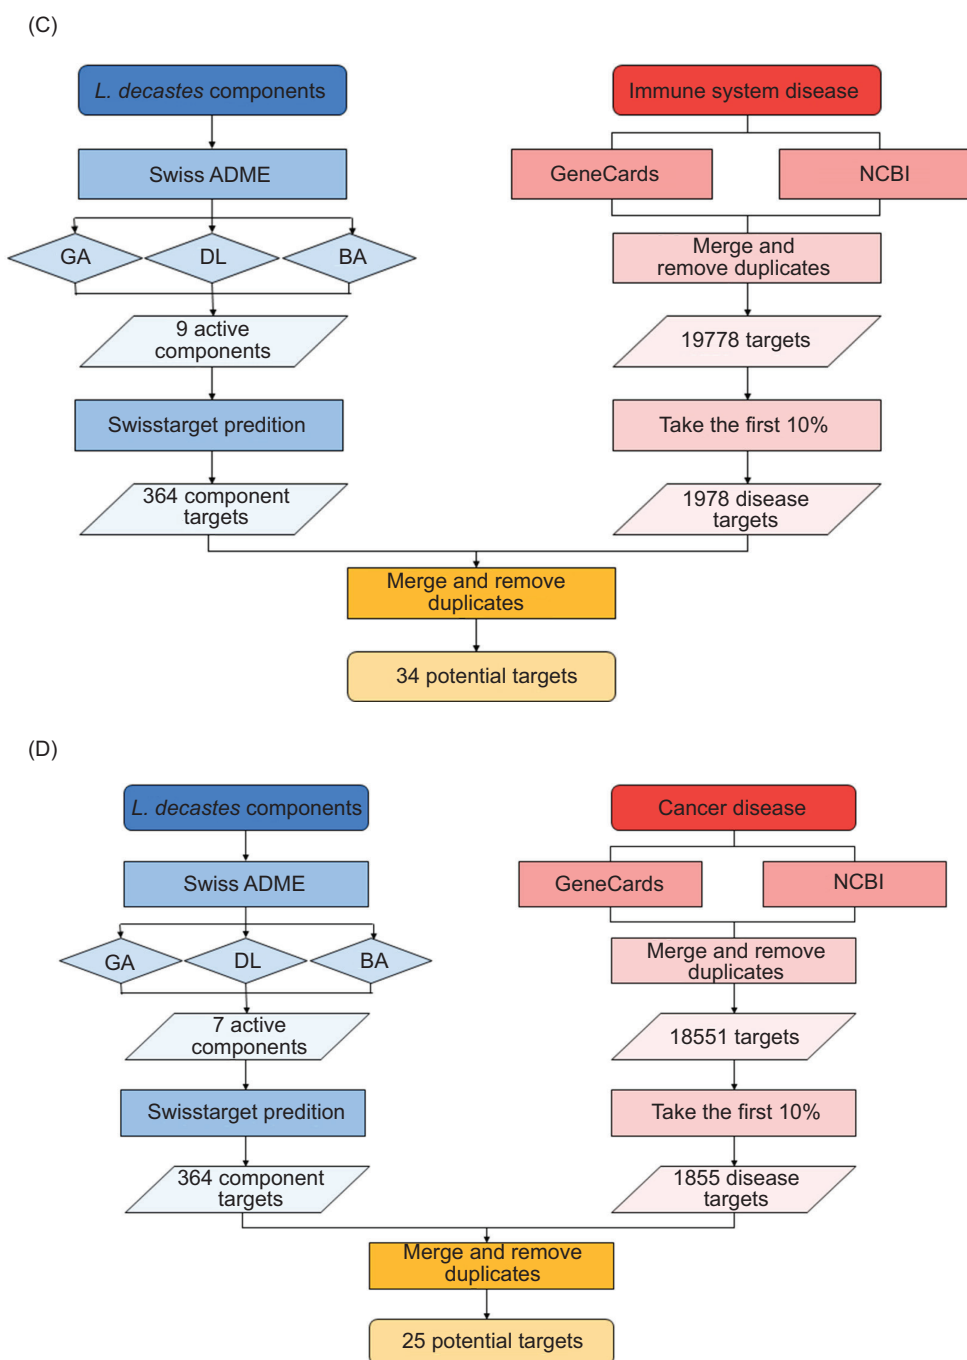 (C)
L. decastes components
Immune system disease
Swiss ADME
GeneCards
NCBI
GA
DL
BA
Merge and
remove duplicates
9 active
components
19778 targets
Swisstarget predition
Take the first 10%
364 component
targets
1978 disease
targets
Merge and remove
duplicates
34 potential targets
(D)
L. decastes components
Cancer disease
Swiss ADME
GeneCards
NCBI
GA
DL
BA
Merge and remove
duplicates
7 active
components
18551 targets
Swisstarget predition
Take the first 10%
364 component
targets
1855 disease
targets
Merge and remove
duplicates
25 potential targets